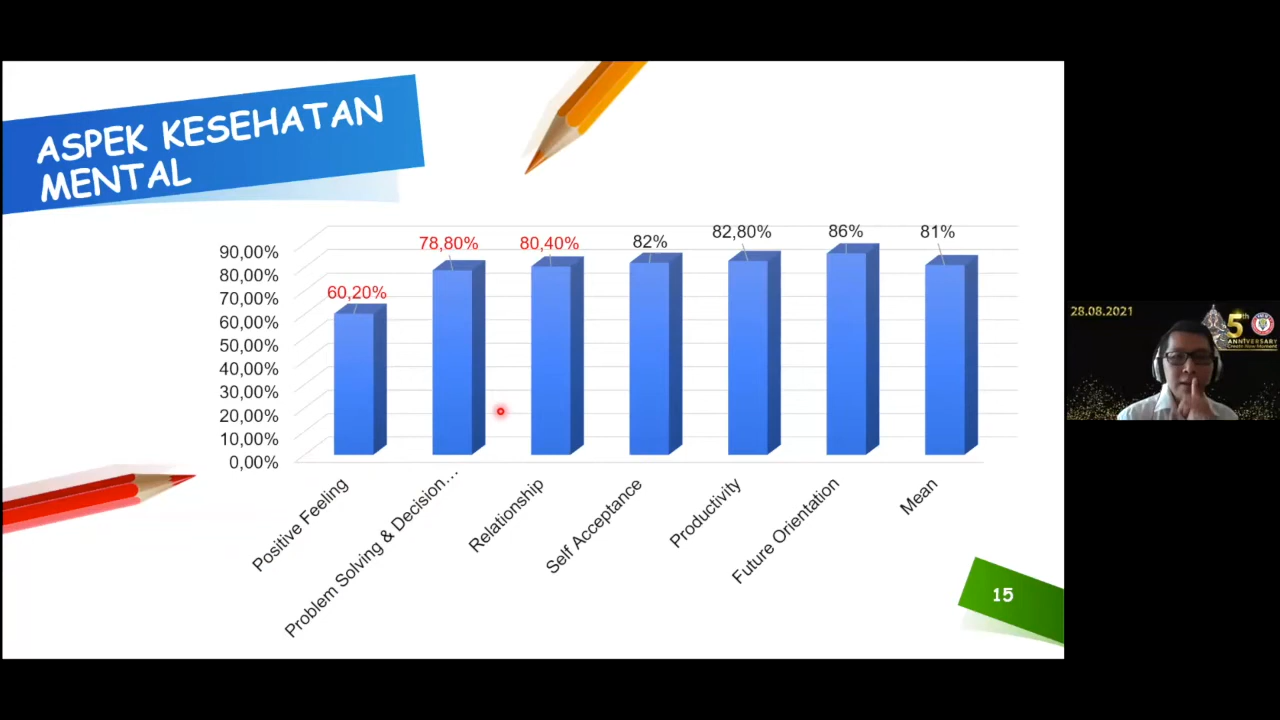 ASPEK KESEHATAN
MENTAL
90,00%
80,00%
70,00%
60,00%
50,00%
40,00%
30,00%
20,00%
10,00%
0,00%
60,20%
78,80%
80,40%
82%
82,80%
86%
81%
Positive Feeling
Problem Solving & Decision...
Relationship
Self Acceptance
Productivity
Future Orientation
Mean
15
28.08.2021
5th
ANNIVERSARY